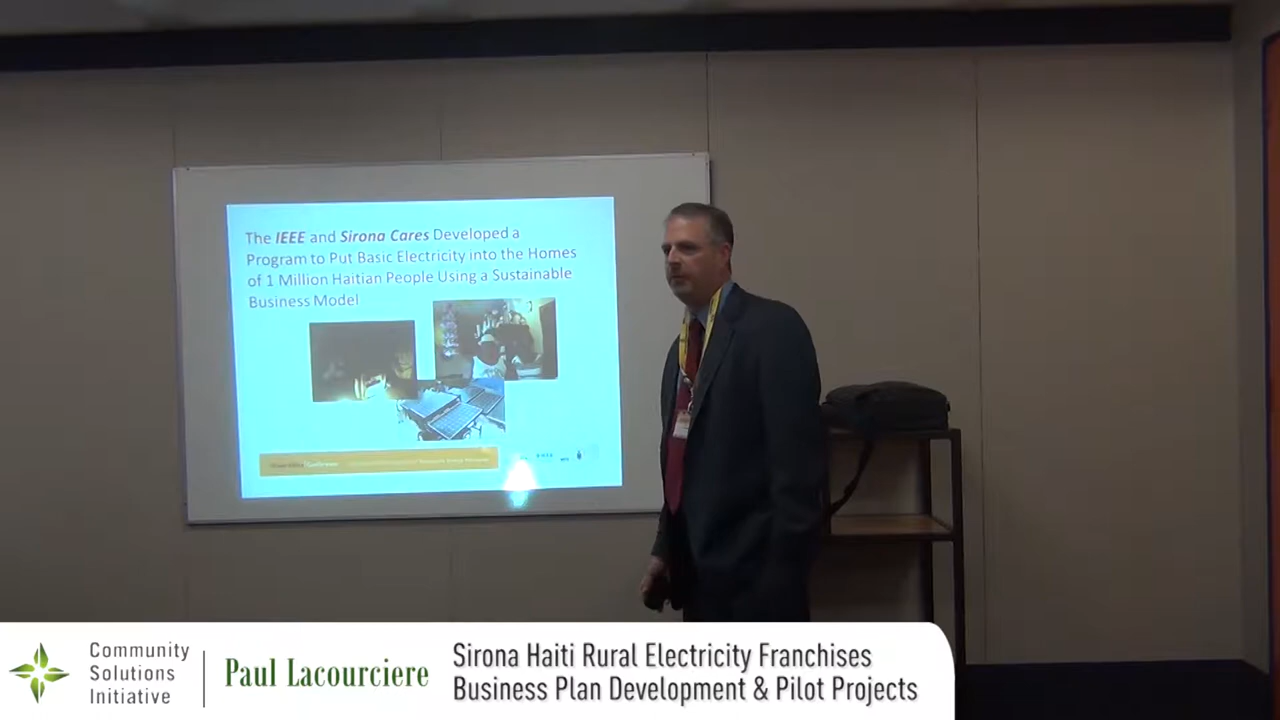 The IEEE and Sirona Cares Developed a
Program to Put Basic Electricity into the Homes
of 1 Million Haitian People Using a Sustainable
Business Model
Community
Solutions
Initiative
Paul Lacourciere
Sirona Haiti Rural Electricity Franchises
Business Plan Development & Pilot Projects